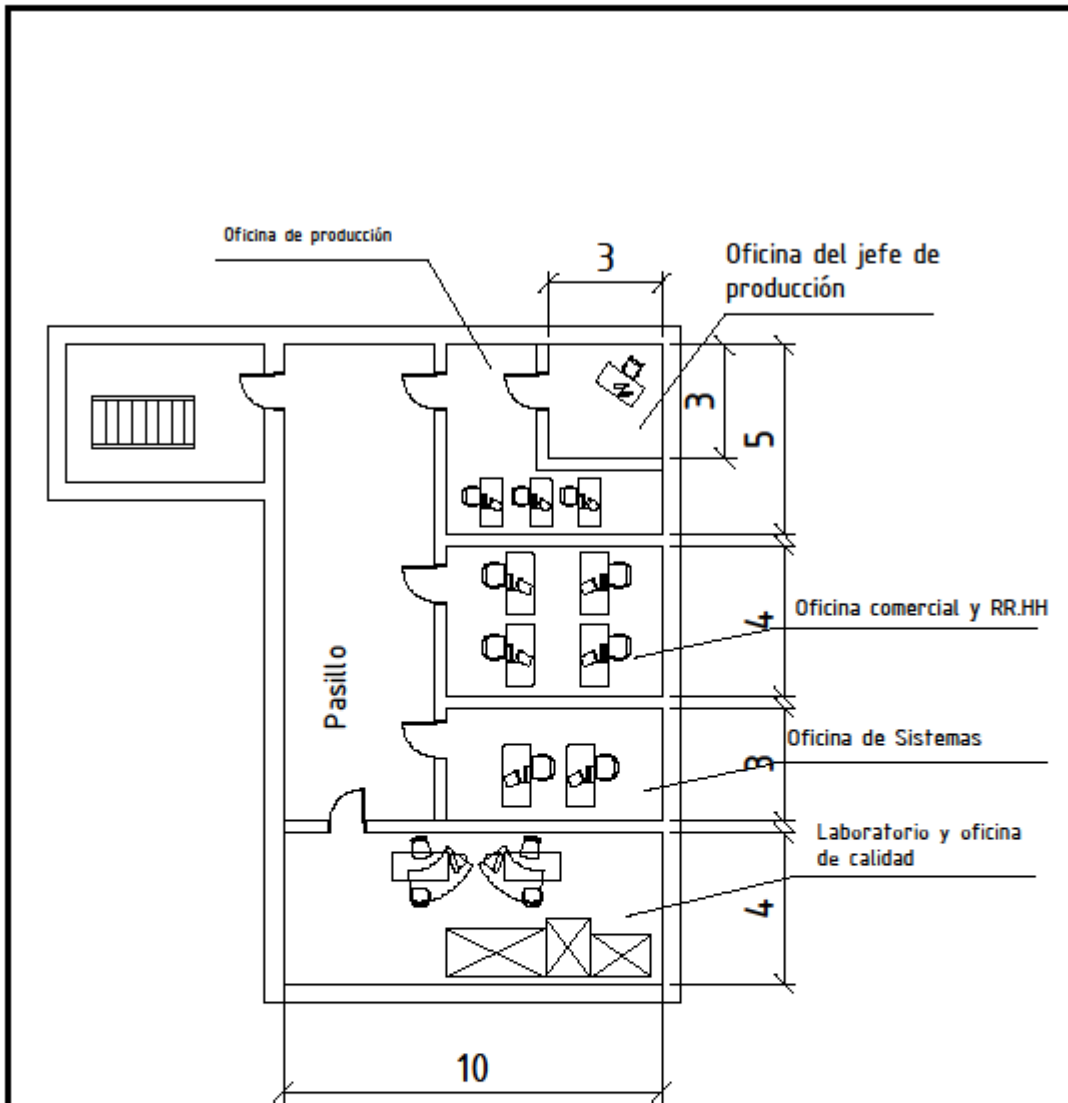 Oficina de producción
3
Oficina del jefe de
producción
3
5
Oficina comercial y RR.HH
4
Pasillo
Oficina de Sistemas
3
Laboratorio y oficina
de calidad
4
10